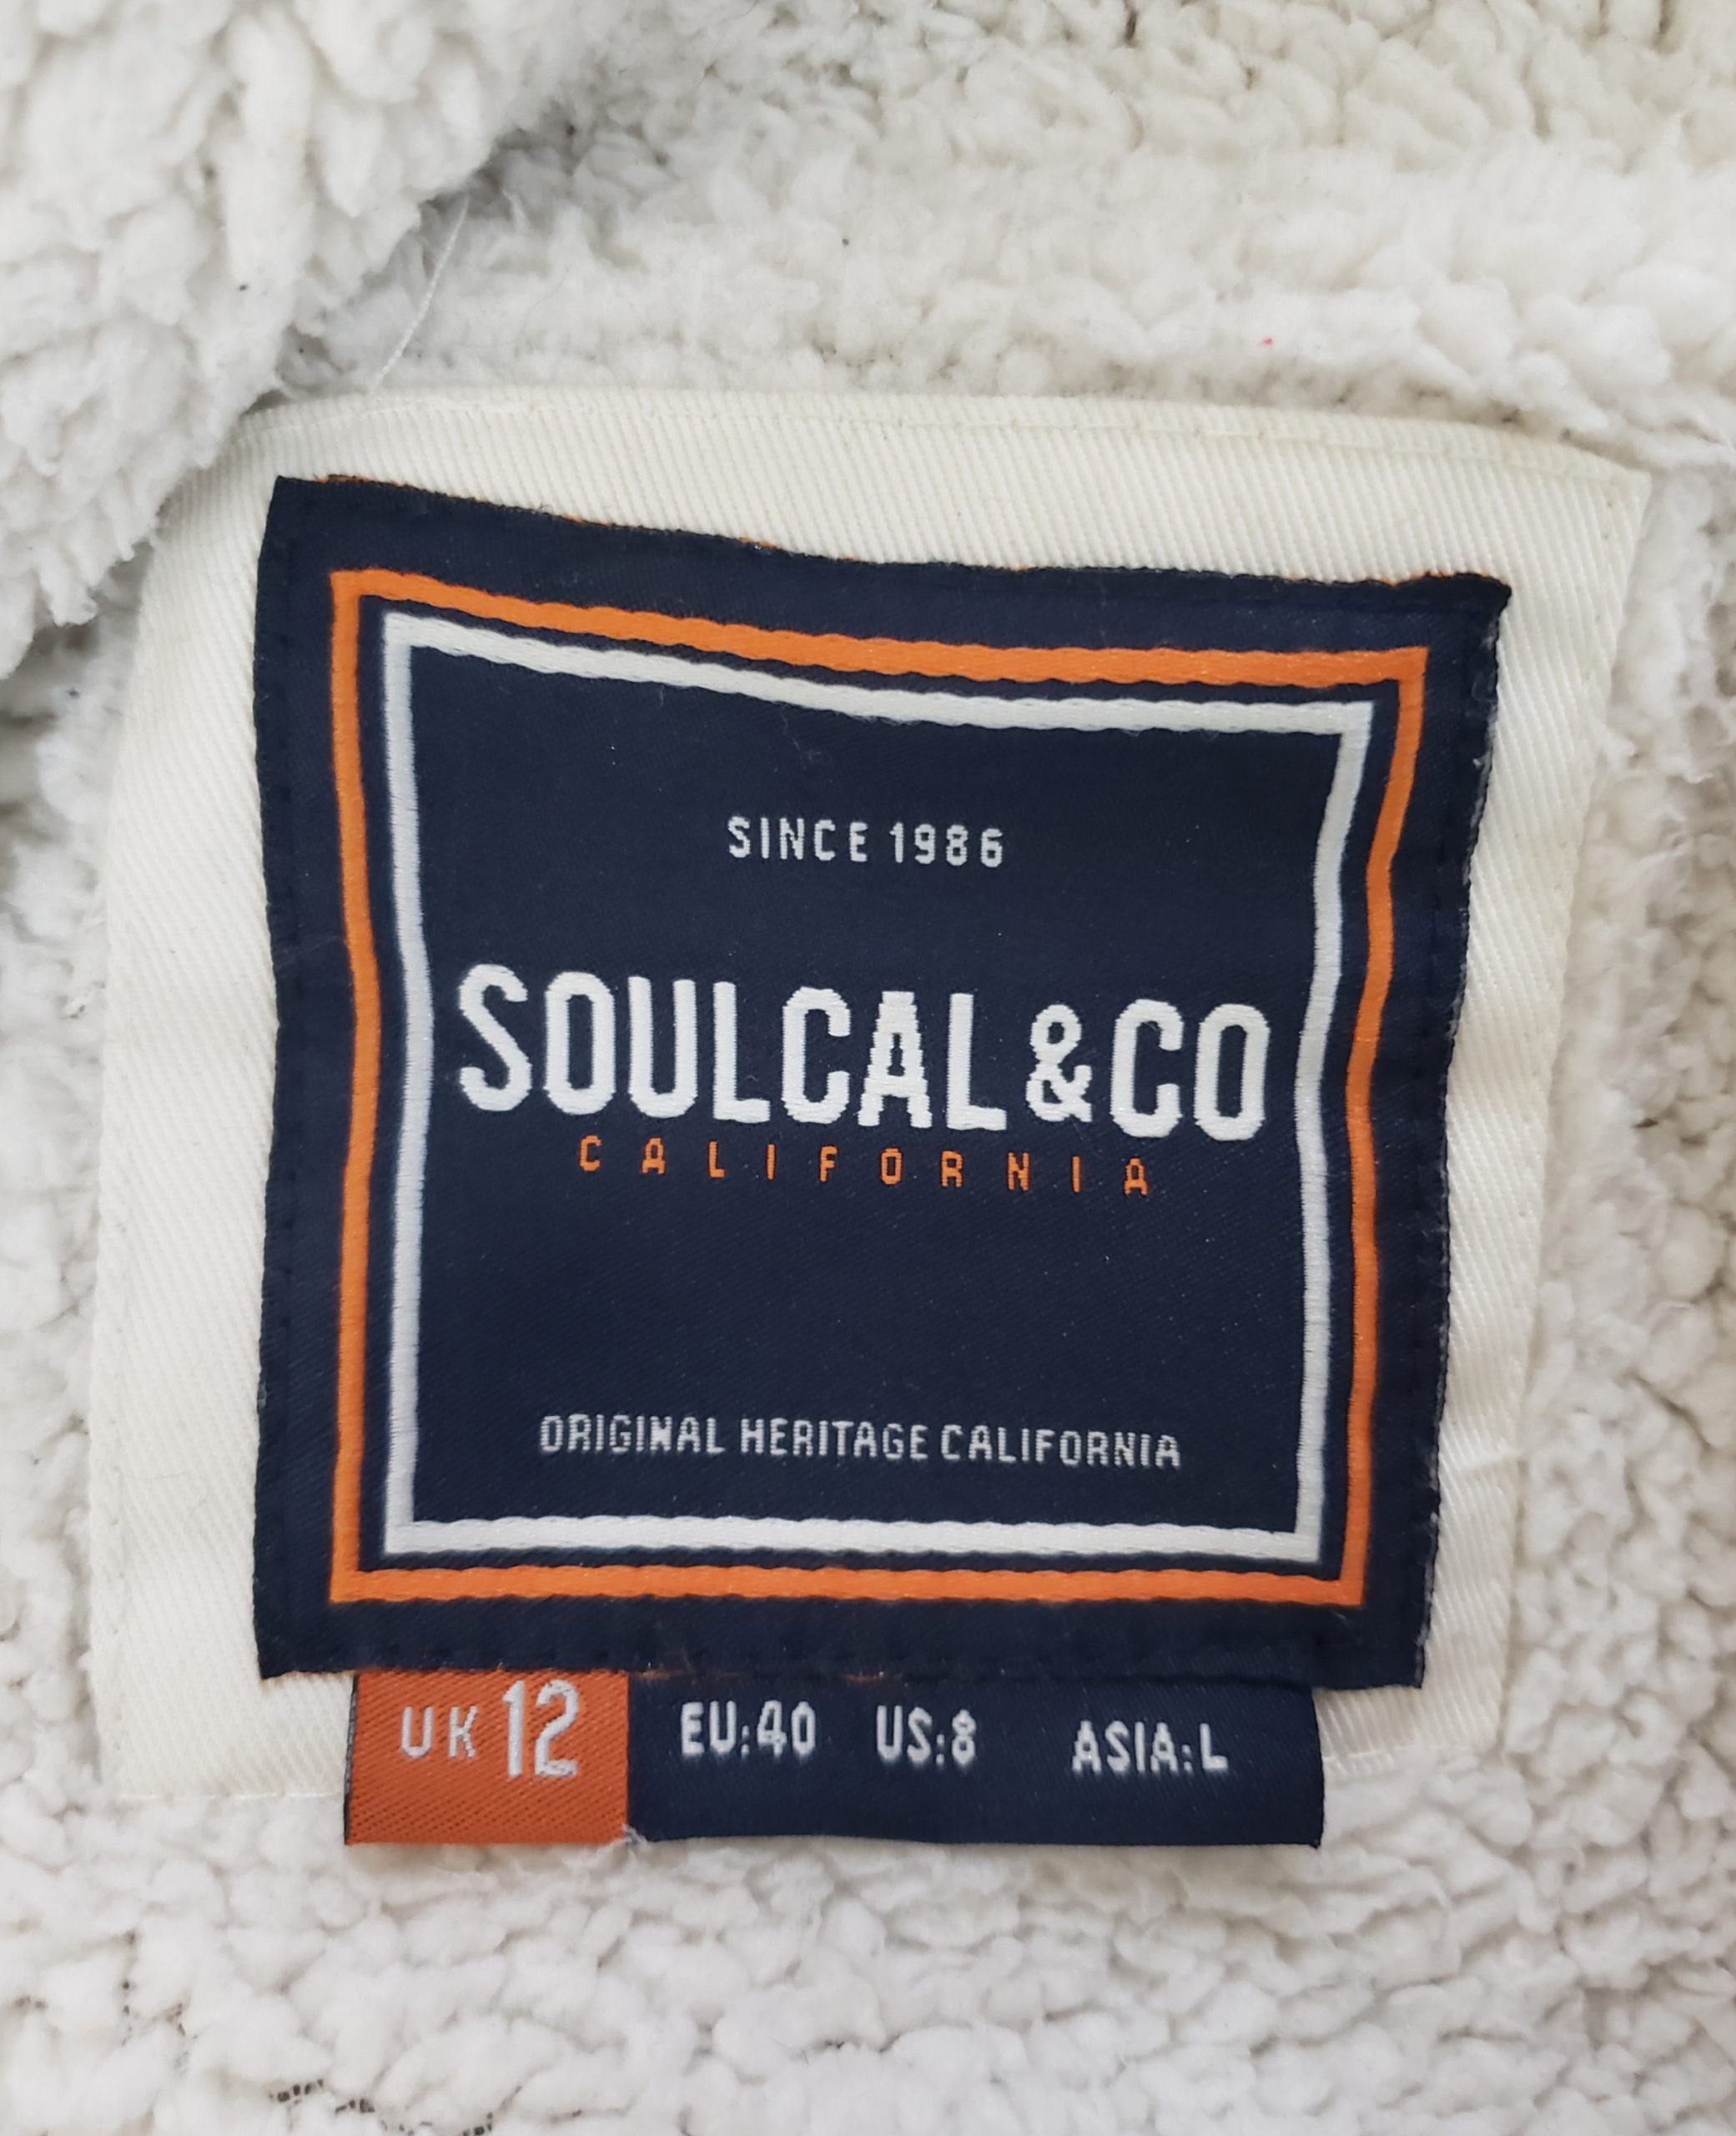 SINCE 1986
SOULCAL&CO
CALIFORNIA
ORIGINAL HERITAGE CALIFORNIA
UK 12 EU:40 US:8 ASIA:L